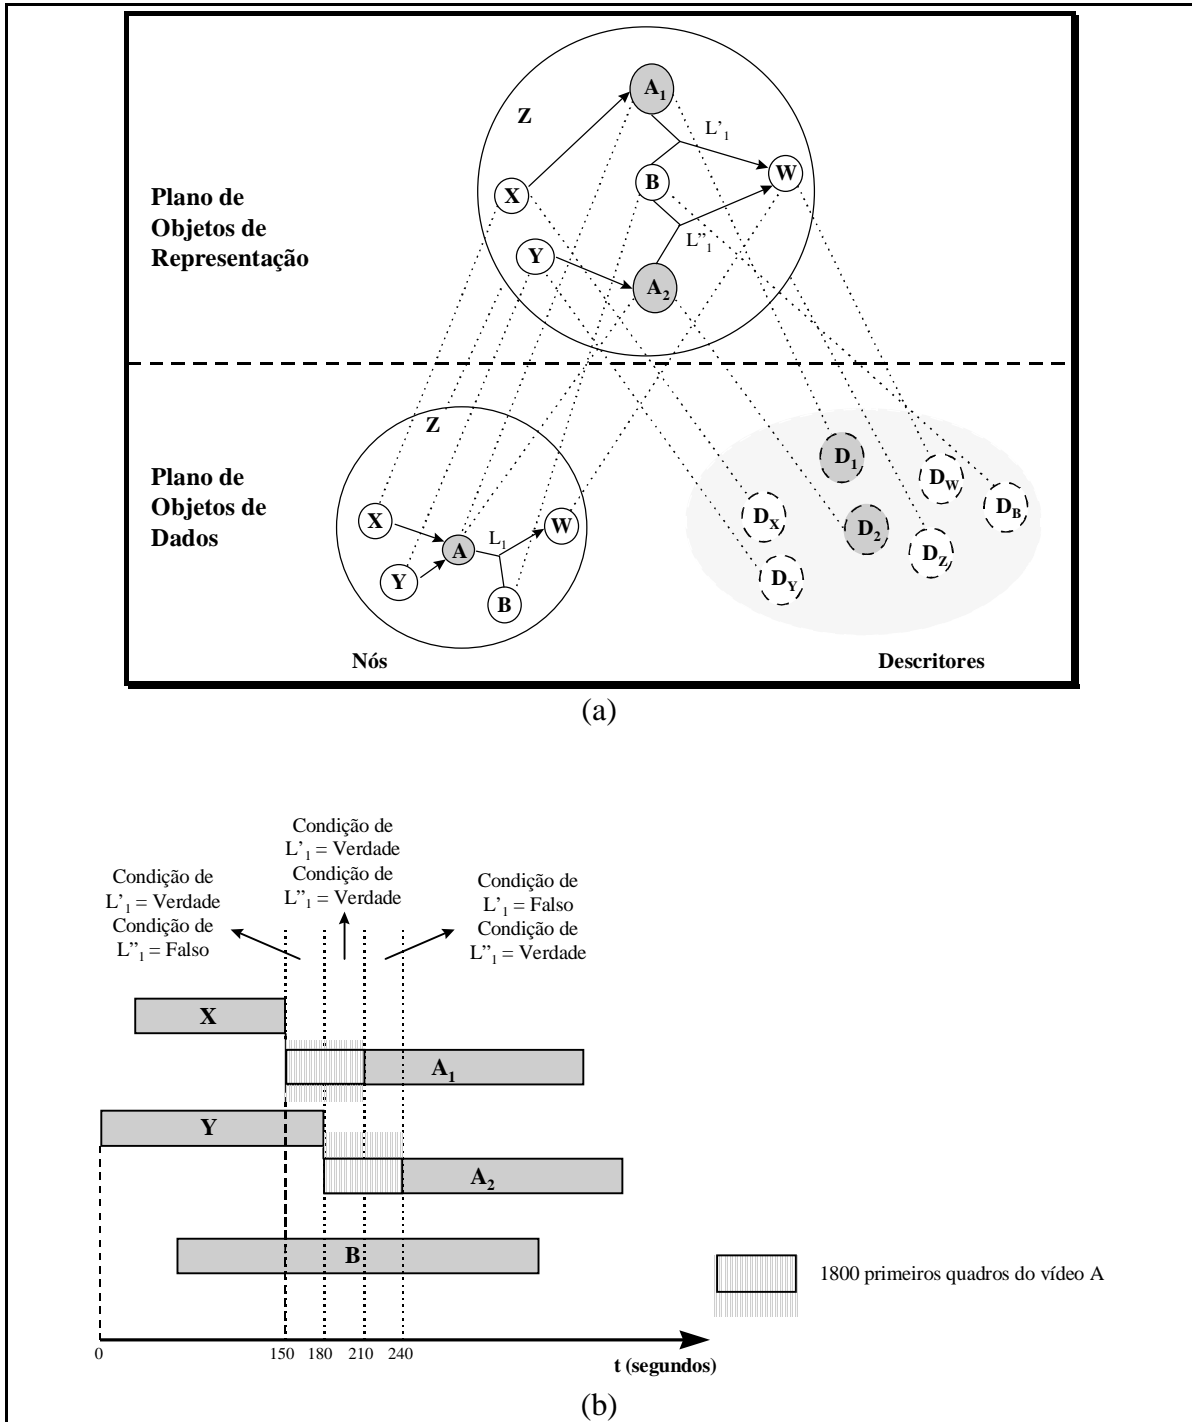 Z
A1
L'1
X
B
W
Plano de
Objetos de
Representação
Y
L”1
A2
Z
Plano de
Objetos de
Dados
X
A
L1
W
Y
B
D1
DW
DX
D2
DB
DZ
DY
Nós
Descritores
(a)
Condição de
L'1 = Verdade
Condição de
L”1 = Verdade
Condição de
L'1 = Verdade
Condição de
L”1 = Falso
Condição de
L'1 = Falso
Condição de
L”1 = Verdade
X
A1
Y
A2
B
1800 primeiros quadros do vídeo A
0
150
180
210
240
t (segundos)
(b)